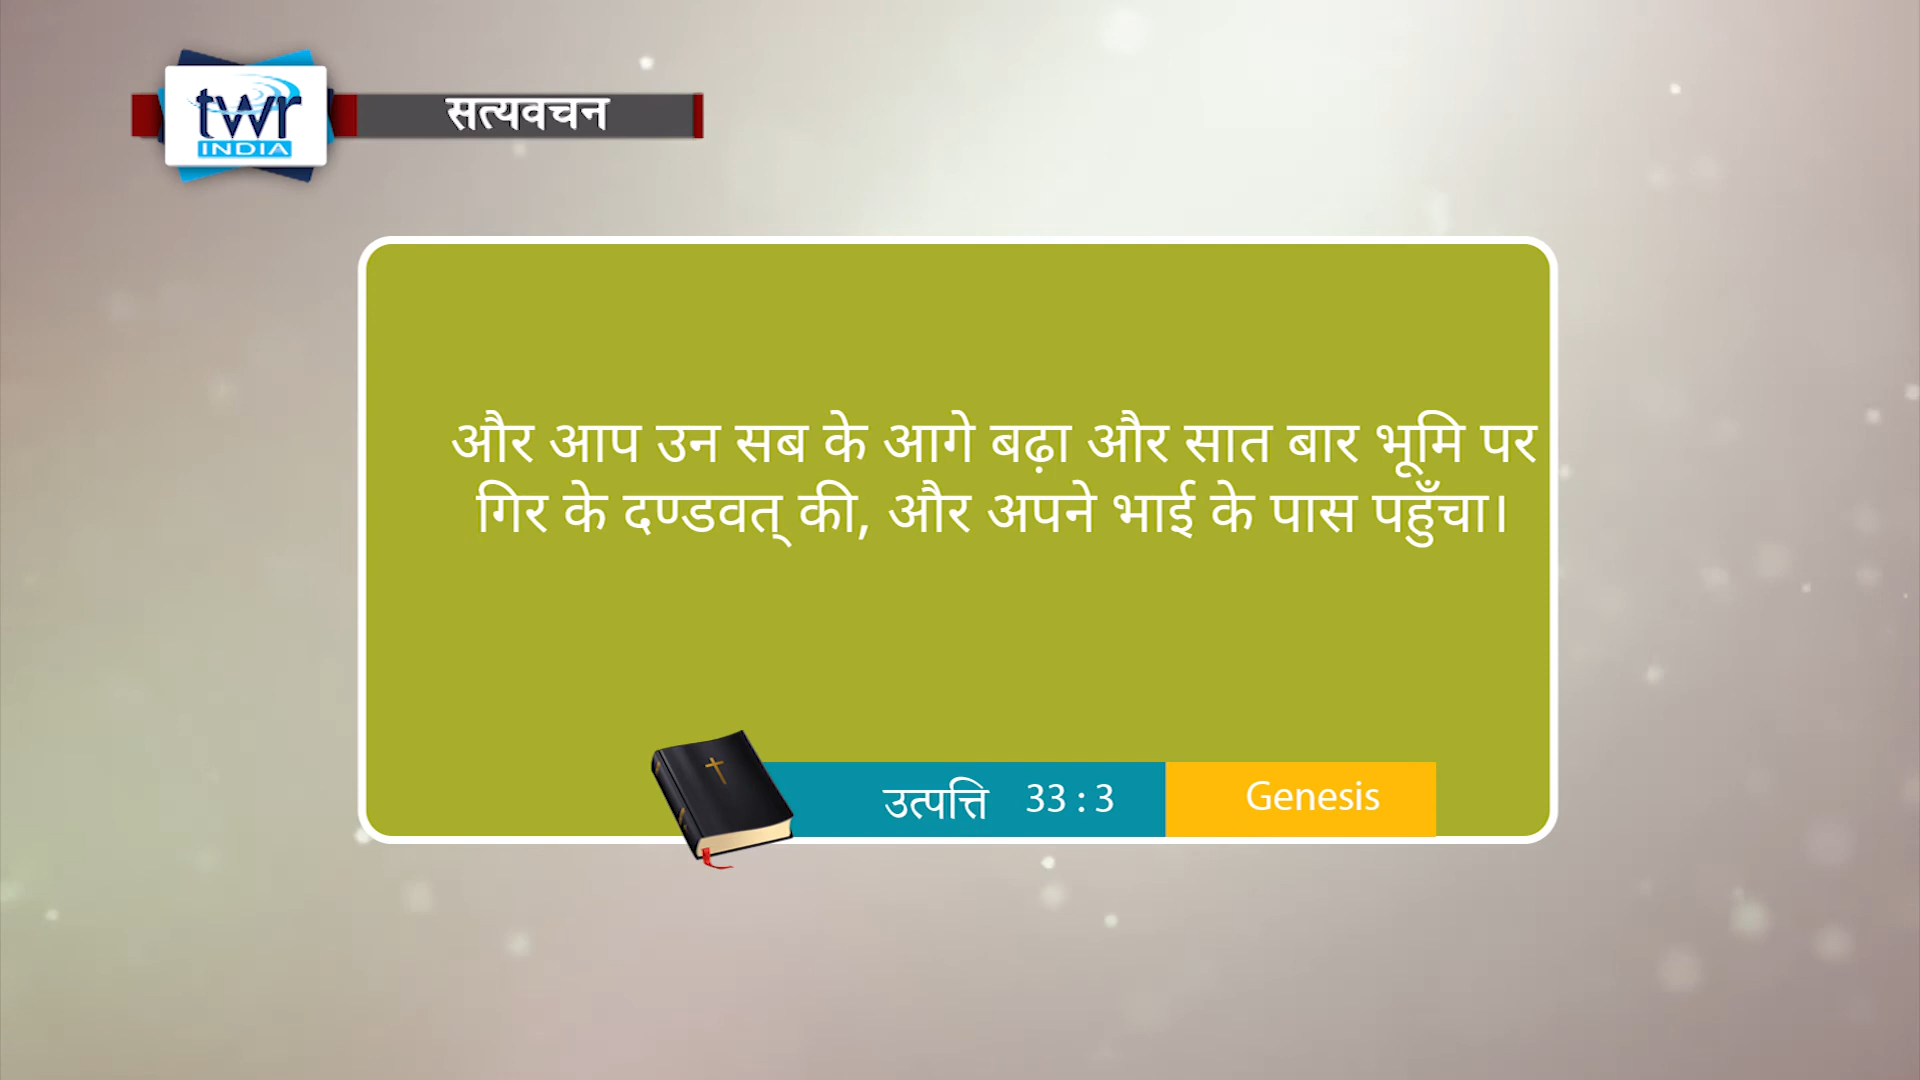 twr
INDIA
सत्यवचन
और आप उन सब के आगे बढ़ा और सात बार भूमि पर
गिर के दण्डवत् की, और अपने भाई के पास पहुँचा।
उत्पत्ति 33 : 3 Genesis